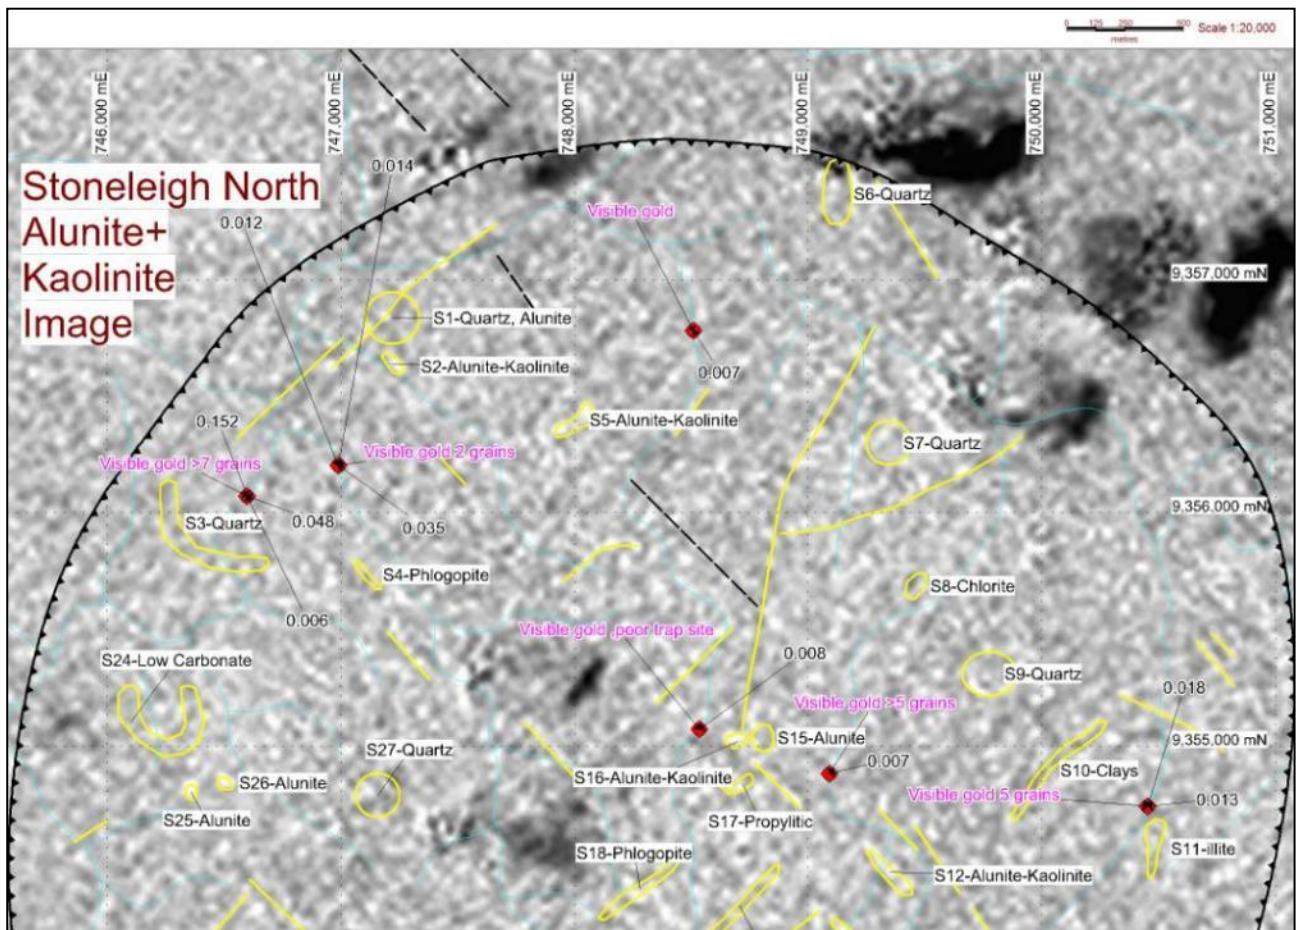 0 125 250 500
metres
Scale 1:20,000
746,000 mE
747,000 mE
748,000 mE
749,000 mE
750,000 mE
751,000 mE
Stoneleigh North
Alunite+
Kaolinite
Image
0.014
0.012
Visible gold
S6-Quartz
9,357.000 mN
S1-Quartz, Alunite
S2-Alunite-Kaolinite
0.007
0.152
S5-Alunite-Kaolinite
S7-Quartz
Visible gold >7 grains
Visible gold 2 grains
S3-Quartz
0.048
0.035
9,356.000 mN
S4-Phlogopite
S8-Chlorite
0.006
Visible gold ,poor trap site
S24-Low Carbonate
0.008
S9-Quartz
0.018
Visible gold >5 grains
S27-Quartz
S15-Alunite
9,355.000 mN
S16-Alunite-Kaolinite
0.007
S10-Clays
S26-Alunite
Visible gold 5 grains
0.013
S25-Alunite
S17-Propylitic
S18-Phlogopite
S11-illite
S12-Alunite-Kaolinite